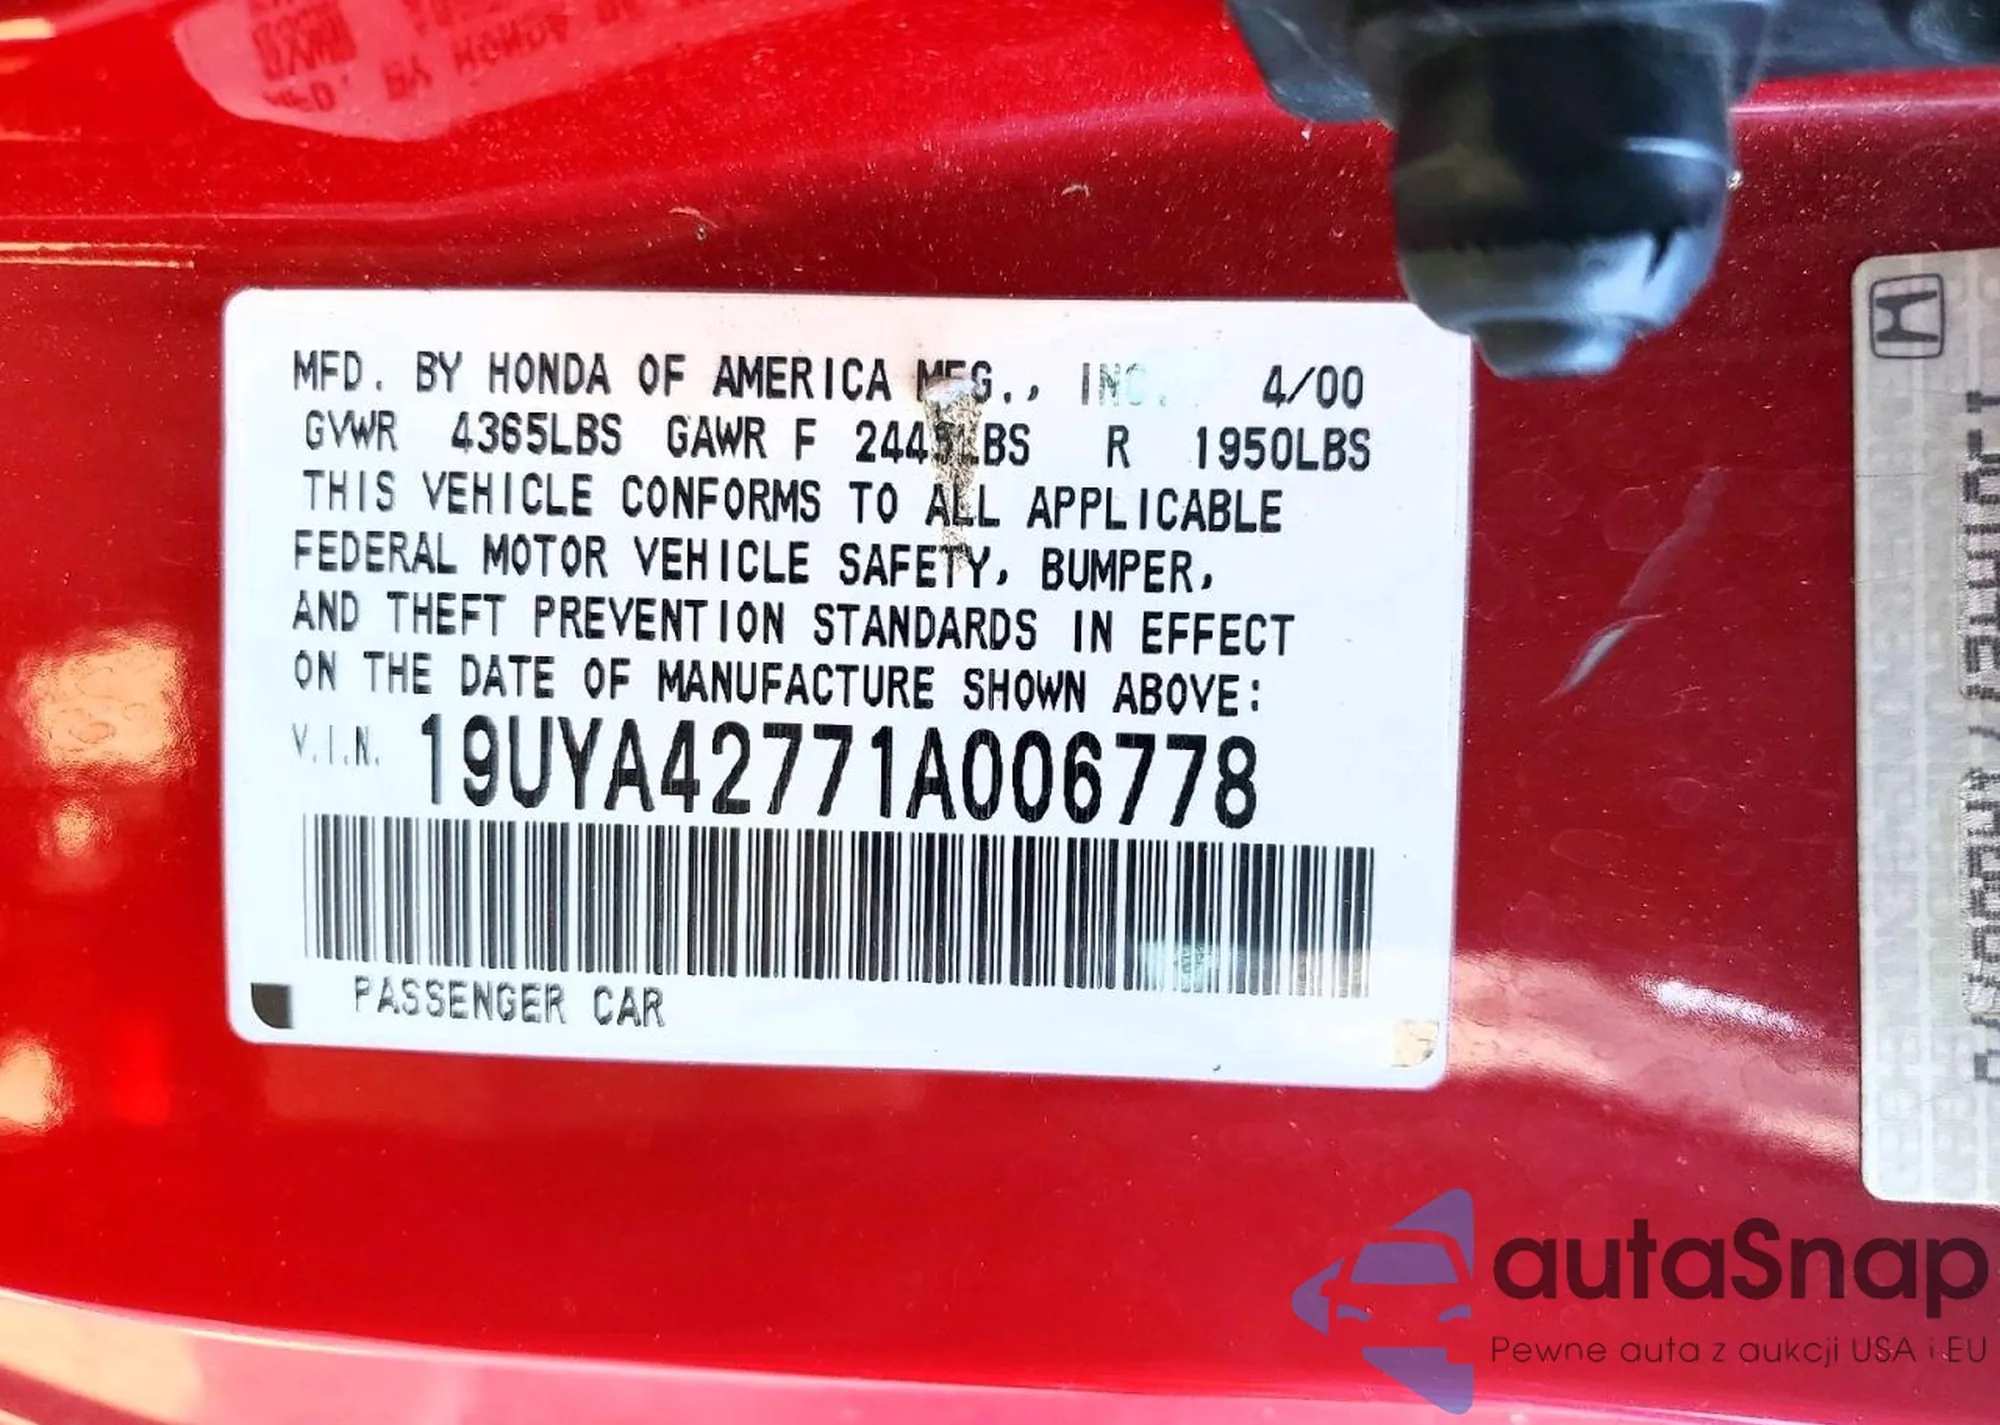 MFD. BY HONDA OF AMERICA MFG., INC. 4/00
GVWR 4365LBS GAWR F R 1950LBS
THIS VEHICLE CONFORMS TO ALL APPLICABLE
FEDERAL MOTOR VEHICLE SAFETY, BUMPER,
AND THEFT PREVENTION STANDARDS IN EFFECT
ON THE DATE OF MANUFACTURE SHOWN ABOVE:
V.I.N. 19UYA42771A006778
PASSENGER CAR
autaSnap
Pewne auta z aukcji USA i EU